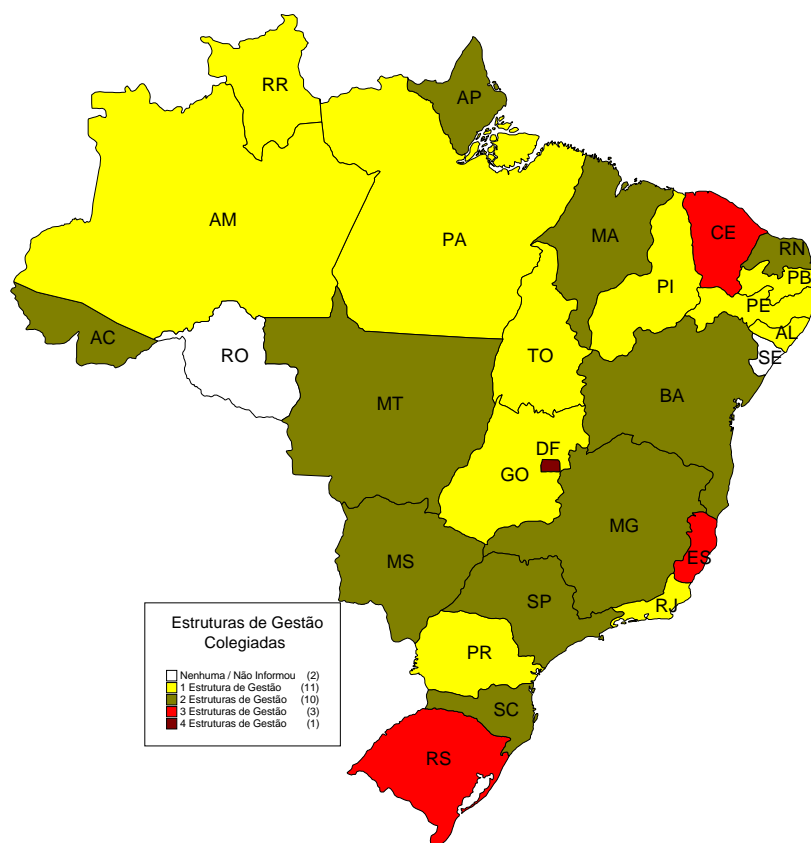 RR
AP
AM
PA
MA
CE
RN
PB
PI
PE
AL
AC
RO
TO
SE
MT
BA
DF
GO
MG
MS
ES
SP
RJ
PR
SC
RS
Estruturas de Gestão
Colegiadas
Nenhuma / Não Informou (2)
1 Estrutura de Gestão (11)
2 Estruturas de Gestão (10)
3 Estruturas de Gestão (3)
4 Estruturas de Gestão (1)